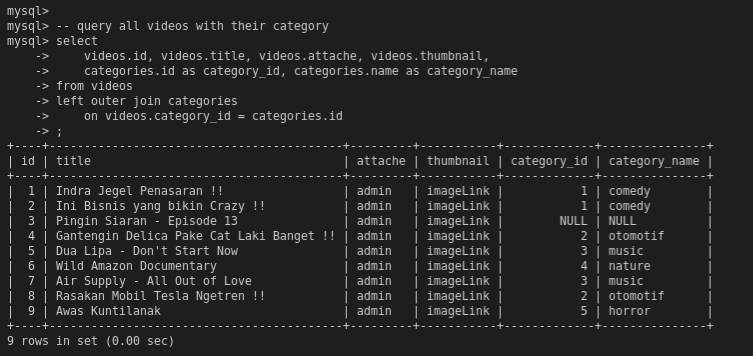 mysql>
mysql> -- query all videos with their category
mysql> select
    ->     videos.id, videos.title, videos.attache, videos.thumbnail,
    ->     categories.id as category_id, categories.name as category_name
    -> from videos
    -> left outer join categories
    ->     on videos.category_id = categories.id
    -> ;
+----+------------------------------------------+---------+-----------+-------------+---------------+
| id | title                                    | attache | thumbnail | category_id | category_name |
+----+------------------------------------------+---------+-----------+-------------+---------------+
|  1 | Indra Jegel Penasaran !!                 | admin   | imageLink |           1 | comedy        |
|  2 | Ini Bisnis yang bikin Crazy !!           | admin   | imageLink |           1 | comedy        |
|  3 | Pingin Siaran - Episode 13               | admin   | imageLink |        NULL | NULL          |
|  4 | Gantengin Delica Pake Cat Laki Banget !! | admin   | imageLink |           2 | otomotif      |
|  5 | Dua Lipa - Don't Start Now               | admin   | imageLink |           3 | music         |
|  6 | Wild Amazon Documentary                  | admin   | imageLink |           4 | nature        |
|  7 | Air Supply - All Out of Love             | admin   | imageLink |           3 | music         |
|  8 | Rasakan Mobil Tesla Ngetren !!           | admin   | imageLink |           2 | otomotif      |
|  9 | Awas Kuntilanak                          | admin   | imageLink |           5 | horror        |
+----+------------------------------------------+---------+-----------+-------------+---------------+
9 rows in set (0.00 sec)